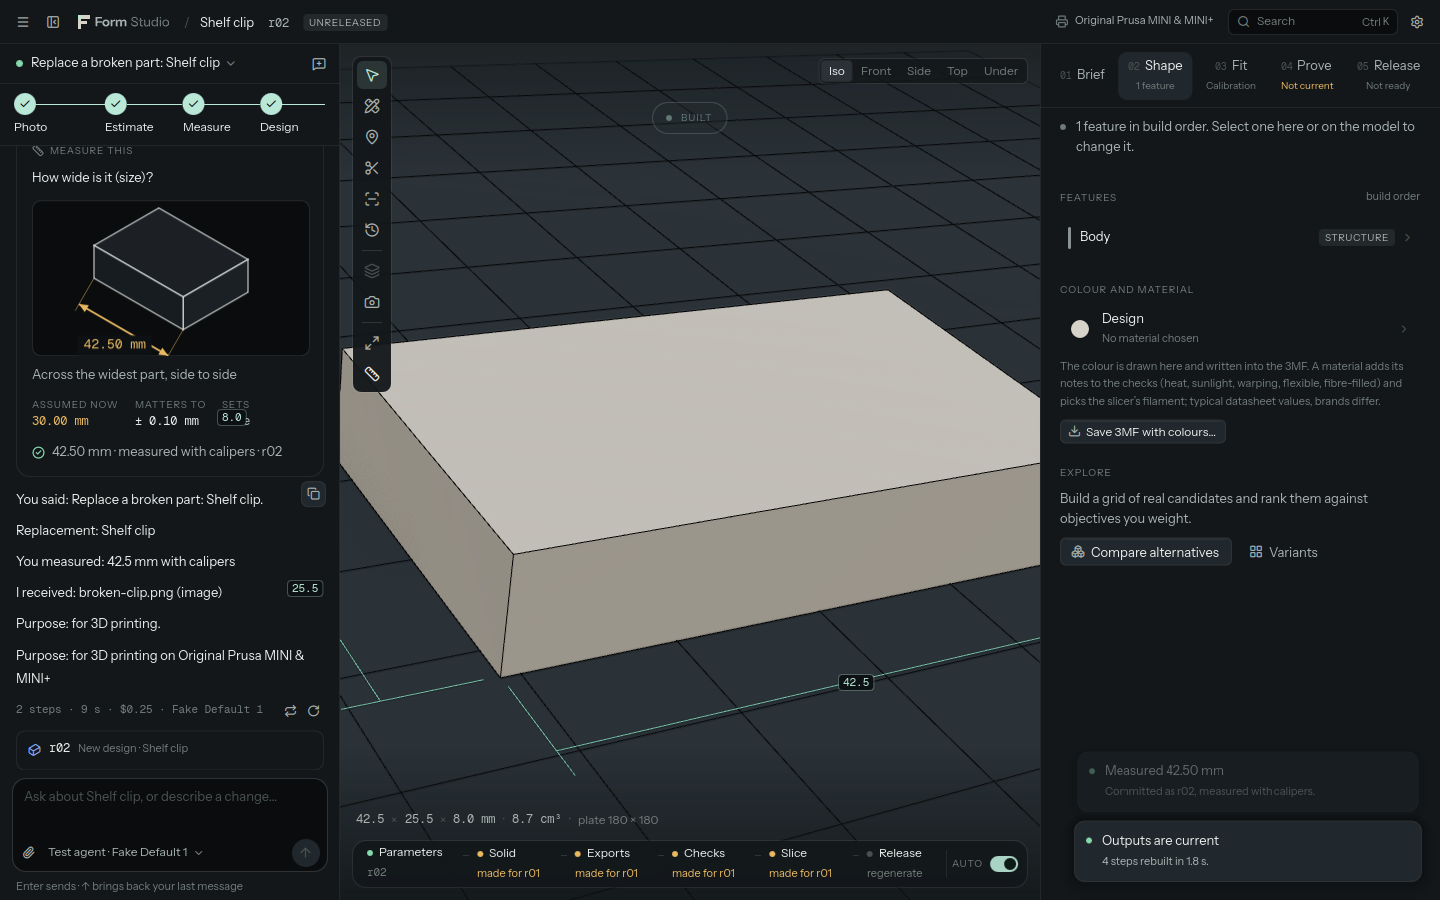 Form Studio / Shelf clip r02 UNRELEASED
Original Prusa MINI & MINI+
Search Ctrl K
Replace a broken part: Shelf clip
Photo Estimate Measure Design
MEASURE THIS
How wide is it (size)?
42.50 mm
Across the widest part, side to side
ASSUMED NOW MATTERS TO SETS
30.00 mm ± 0.10 mm
8.0
42.50 mm · measured with calipers · r02
You said: Replace a broken part: Shelf clip.
Replacement: Shelf clip
You measured: 42.5 mm with calipers
I received: broken-clip.png (image)
25.5
Purpose: for 3D printing.
Purpose: for 3D printing on Original Prusa MINI &
MINI+
2 steps · 9 s · $0.25 · Fake Default 1
r02 New design · Shelf clip
Ask about Shelf clip, or describe a change...
Test agent · Fake Default 1
Enter sends · ↑ brings back your last message
Iso Front Side Top Under
BUILT
42.5
42.5 × 25.5 × 8.0 mm · 8.7 cm³ · plate 180 × 180
Parameters – Solid – Exports – Checks – Slice – Release
r02 made for r01 made for r01 made for r01 made for r01 regenerate
AUTO
01 Brief
02 Shape
1 feature
03 Fit
Calibration
04 Prove
Not current
05 Release
Not ready
1 feature in build order. Select one here or on the model to
change it.
FEATURES build order
Body STRUCTURE
COLOUR AND MATERIAL
Design
No material chosen
The colour is drawn here and written into the 3MF. A material adds its
notes to the checks (heat, sunlight, warping, flexible, fibre-filled) and
picks the slicer's filament; typical datasheet values, brands differ.
Save 3MF with colours...
EXPLORE
Build a grid of real candidates and rank them against
objectives you weight.
Compare alternatives Variants
Measured 42.50 mm
Committed as r02, measured with calipers.
Outputs are current
4 steps rebuilt in 1.8 s.